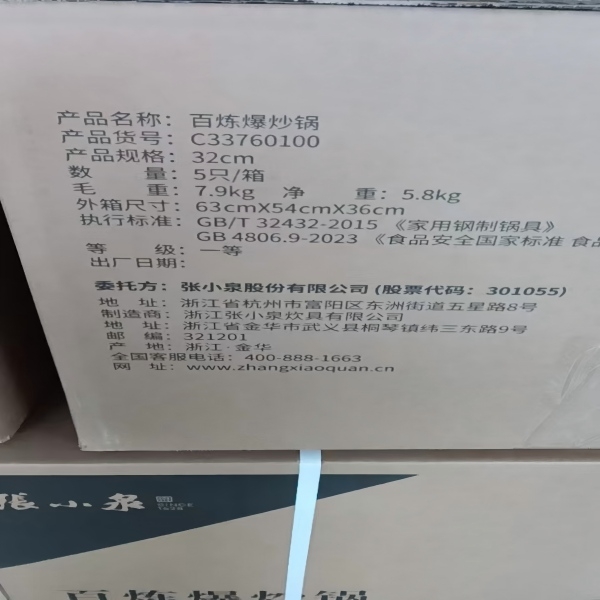 产品名称：百炼爆炒锅
产品货号：C33760100
产品规格：32cm
数 量：5只/箱
毛 重：7.9kg 净 重：5.8kg
外箱尺寸：63cmX54cmX36cm
执行标准：GB/T 32432-2015 《家用钢制锅具》
GB 4806.9-2023 《食品安全国家标准 食品
等 级：一等
出厂日期：
委托方：张小泉股份有限公司 (股票代码：301055)
地 址：浙江省杭州市富阳区东洲街道五星路8号
制造商：浙江张小泉炊具有限公司
地 址：浙江省金华市武义县桐琴镇纬三东路9号
邮 编：321201
产 地：浙江·金华
全国客服电话：400-888-1663
网 址：www.zhangxiaoquan.cn
張小泉
SINCE
1628
百炼爆炒锅